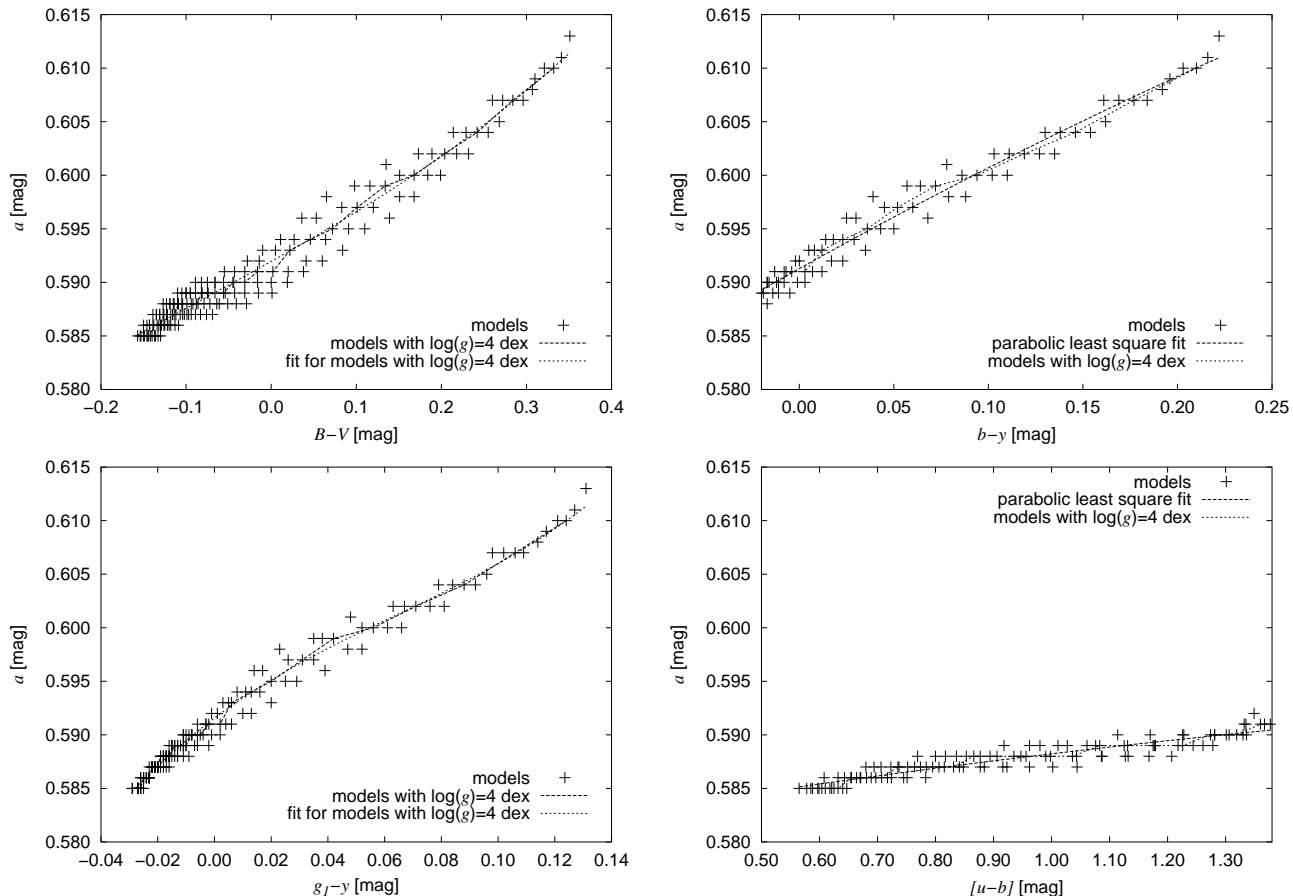 0.615
0.610
0.605
0.600
0.595
0.590
0.585
0.580
a [mag]
models
models with log(g)=4 dex
fit for models with log(g)=4 dex
−0.2 −0.1 0.0 0.1 0.2 0.3 0.4
B−V [mag]
0.615
0.610
0.605
0.600
0.595
0.590
0.585
0.580
a [mag]
models
parabolic least square fit
models with log(g)=4 dex
0.00 0.05 0.10 0.15 0.20 0.25
b−y [mag]
0.615
0.610
0.605
0.600
0.595
0.590
0.585
0.580
a [mag]
models
models with log(g)=4 dex
fit for models with log(g)=4 dex
−0.04 −0.02 0.00 0.02 0.04 0.06 0.08 0.10 0.12 0.14
g1−y [mag]
0.615
0.610
0.605
0.600
0.595
0.590
0.585
0.580
a [mag]
models
parabolic least square fit
models with log(g)=4 dex
0.50 0.60 0.70 0.80 0.90 1.00 1.10 1.20 1.30
[u−b] [mag]